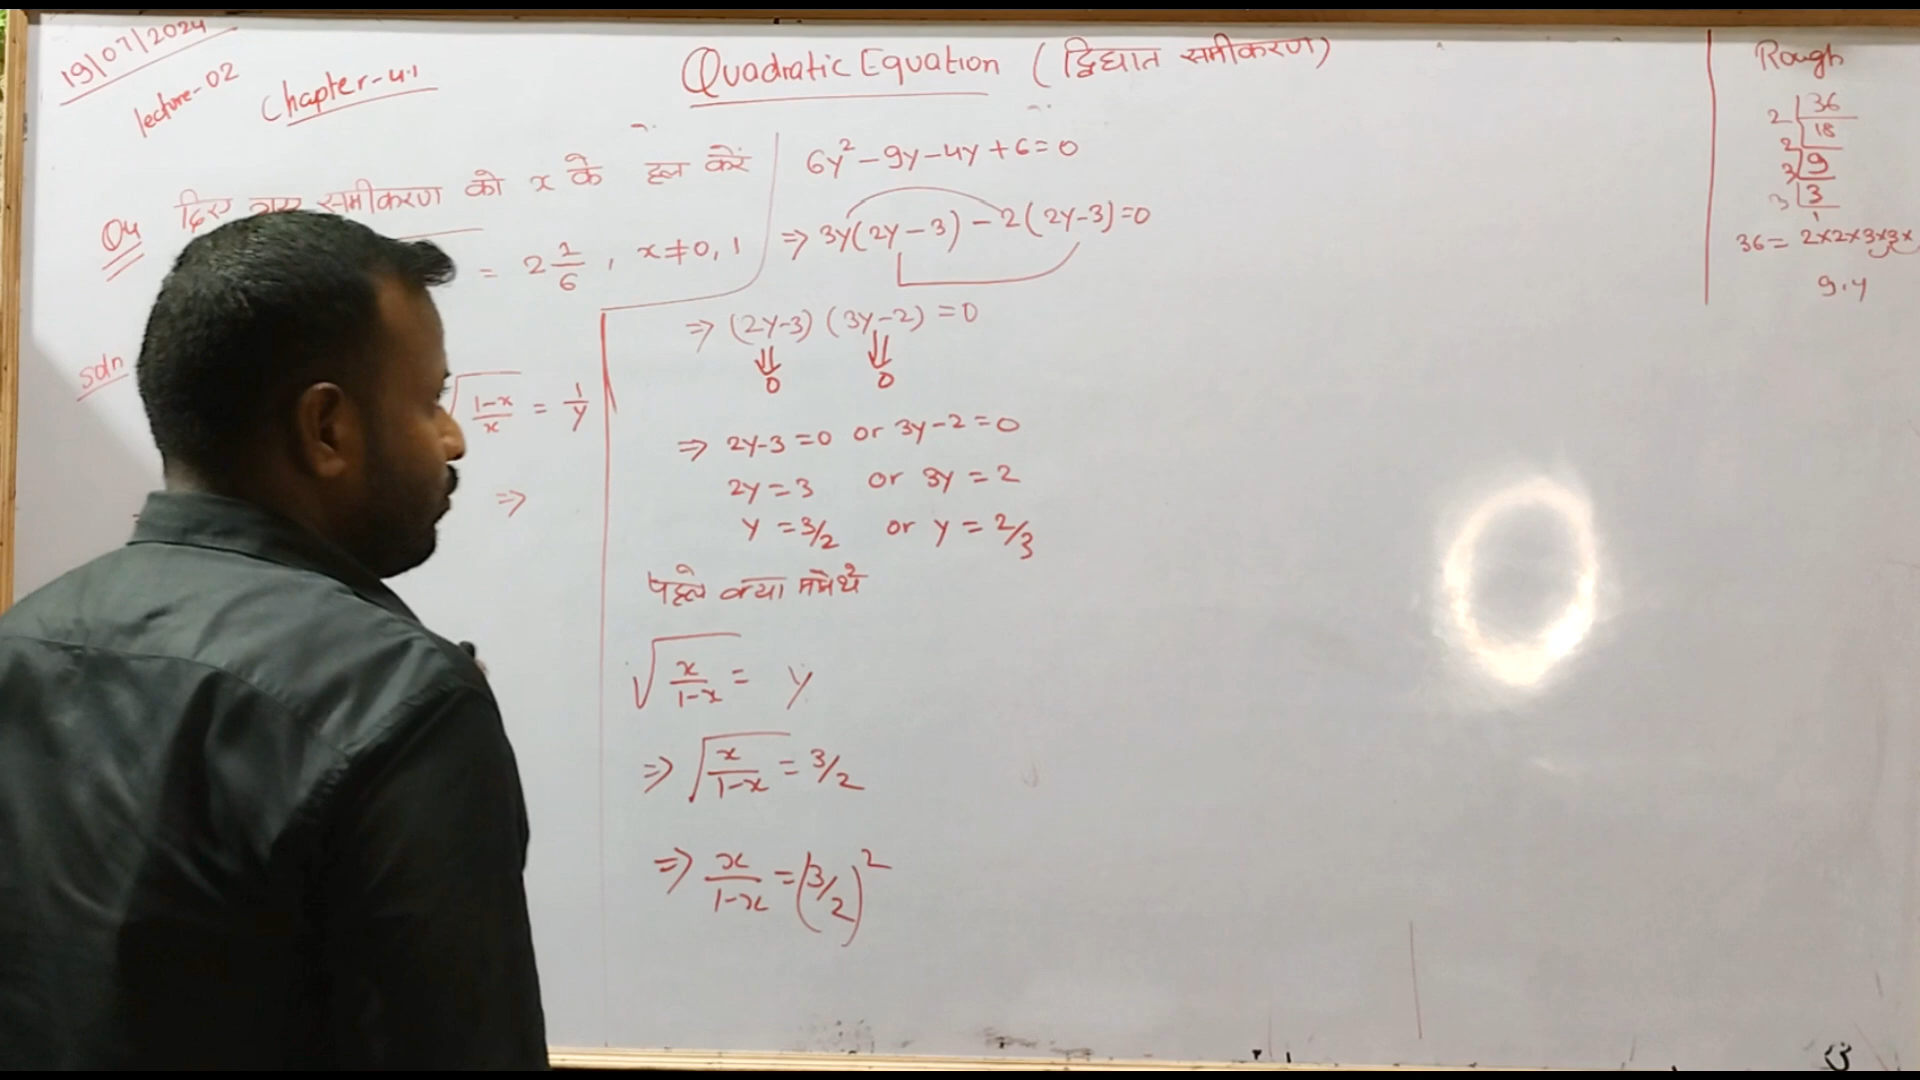 19/07/2024
lecture-02
Chapter-4.1
Quadratic Equation (द्विघात समीकरण)
Q4 दिए गए समीकरण को x के हल करें
= 2 1/6, x ≠ 0, 1
Soln
√(1-x/x) = 1/y
⇒
6y² - 9y - 4y + 6 = 0
⇒ 3y(2y-3) - 2(2y-3) = 0
⇒ (2y-3) (3y-2) = 0
0 0
⇒ 2y-3 = 0 or 3y-2 = 0
2y = 3 or 3y = 2
y = 3/2 or y = 2/3
पहले क्या माने थे
√(x/1-x) = y
⇒ √(x/1-x) = 3/2
⇒ x/1-x = (3/2)²
Rough
2 | 36
2 | 18
3 | 9
3 | 3
1
36 = 2×2×3×3×
9,4